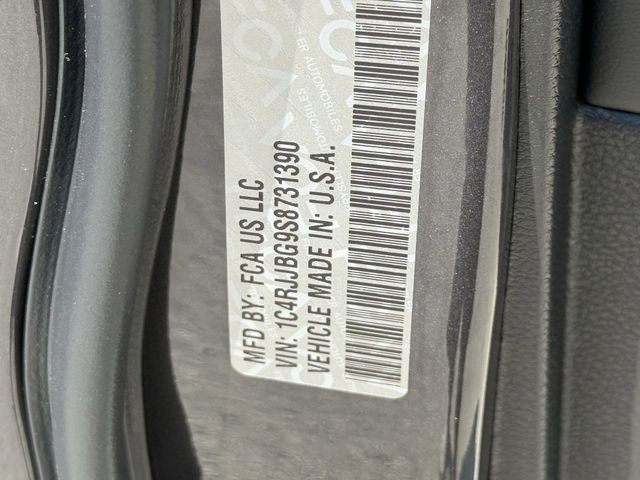 MFD BY: FCA US LLC
VIN: 1C4RJJBG9S8731390
VEHICLE MADE IN: U.S.A.